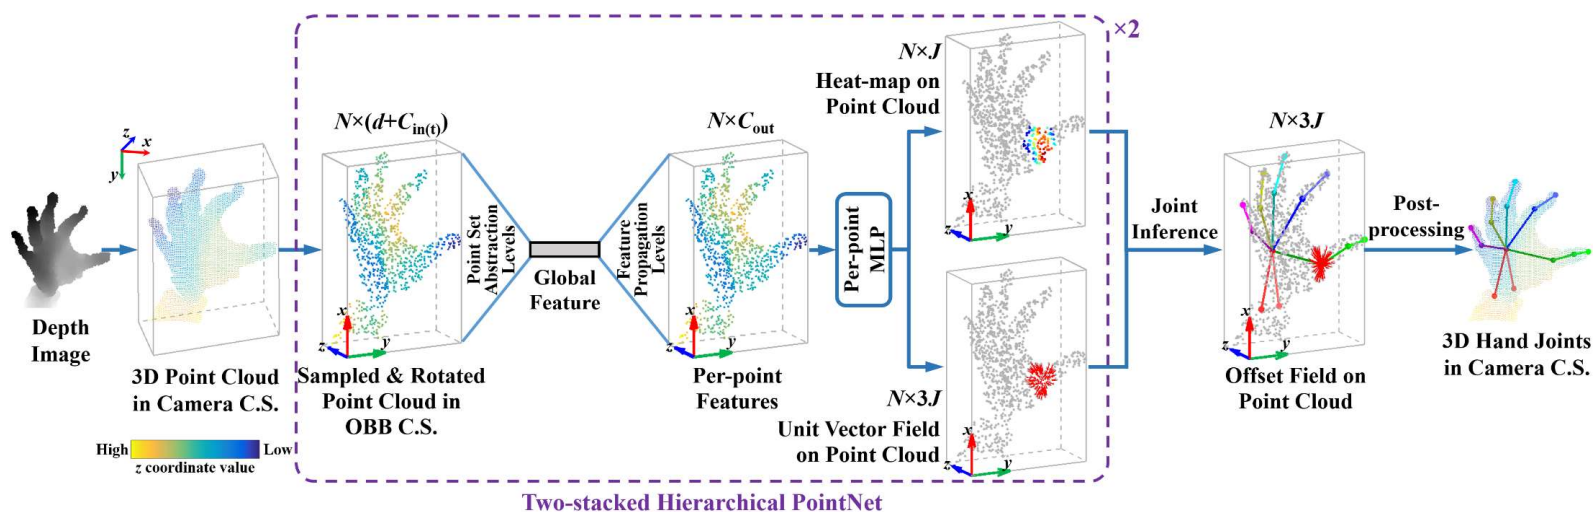 Depth
Image
z
x
y
3D Point Cloud
in Camera C.S.
High
Low
z coordinate value
N×(d+C_in(t))
x
y
z
Sampled & Rotated
Point Cloud in
OBB C.S.
Point Set
Abstraction
Levels
Global
Feature
Feature
Propagation
Levels
N×C_out
x
y
z
Per-point
Features
Per-point
MLP
N×J
Heat-map on
Point Cloud
x
y
z
N×3J
Unit Vector Field
on Point Cloud
x
y
z
×2
Two-stacked Hierarchical PointNet
Joint
Inference
N×3J
x
y
z
Offset Field on
Point Cloud
Post-
processing
3D Hand Joints
in Camera C.S.